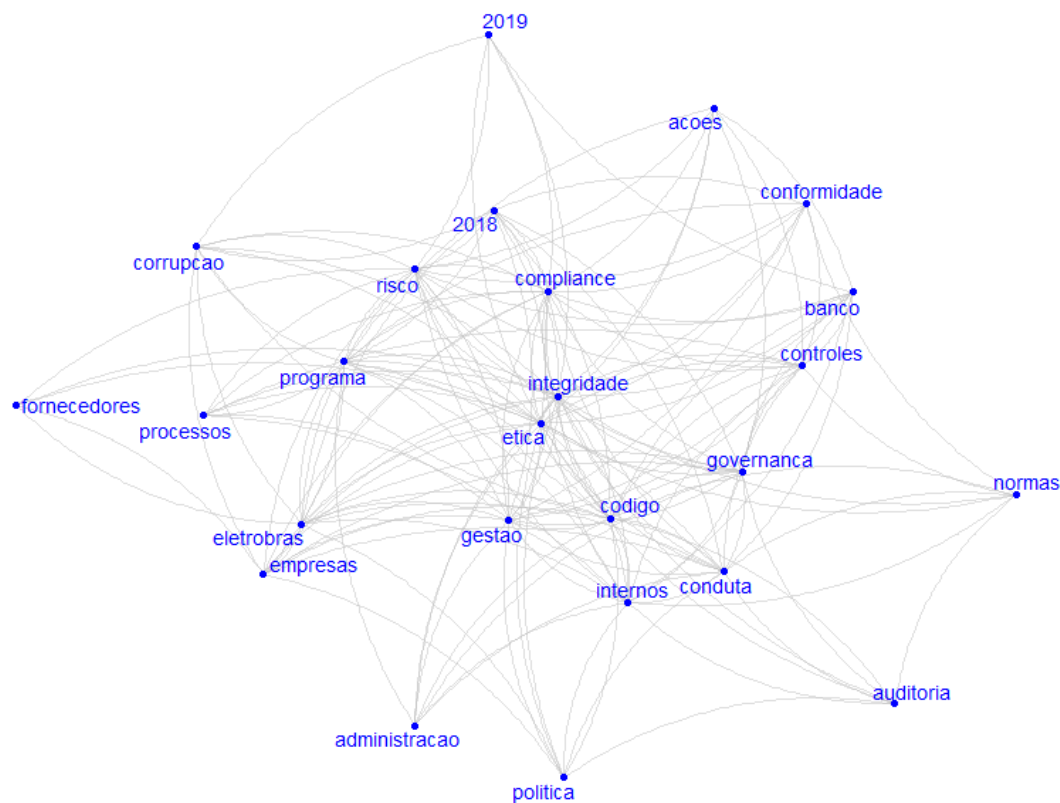 2019
acoes
conformidade
2018
corrupcao
compliance
risco
banco
controles
programa
integridade
fornecedores
processos
etica
governanca
normas
codigo
eletrobras
gestao
empresas
conduta
internos
auditoria
administracao
politica